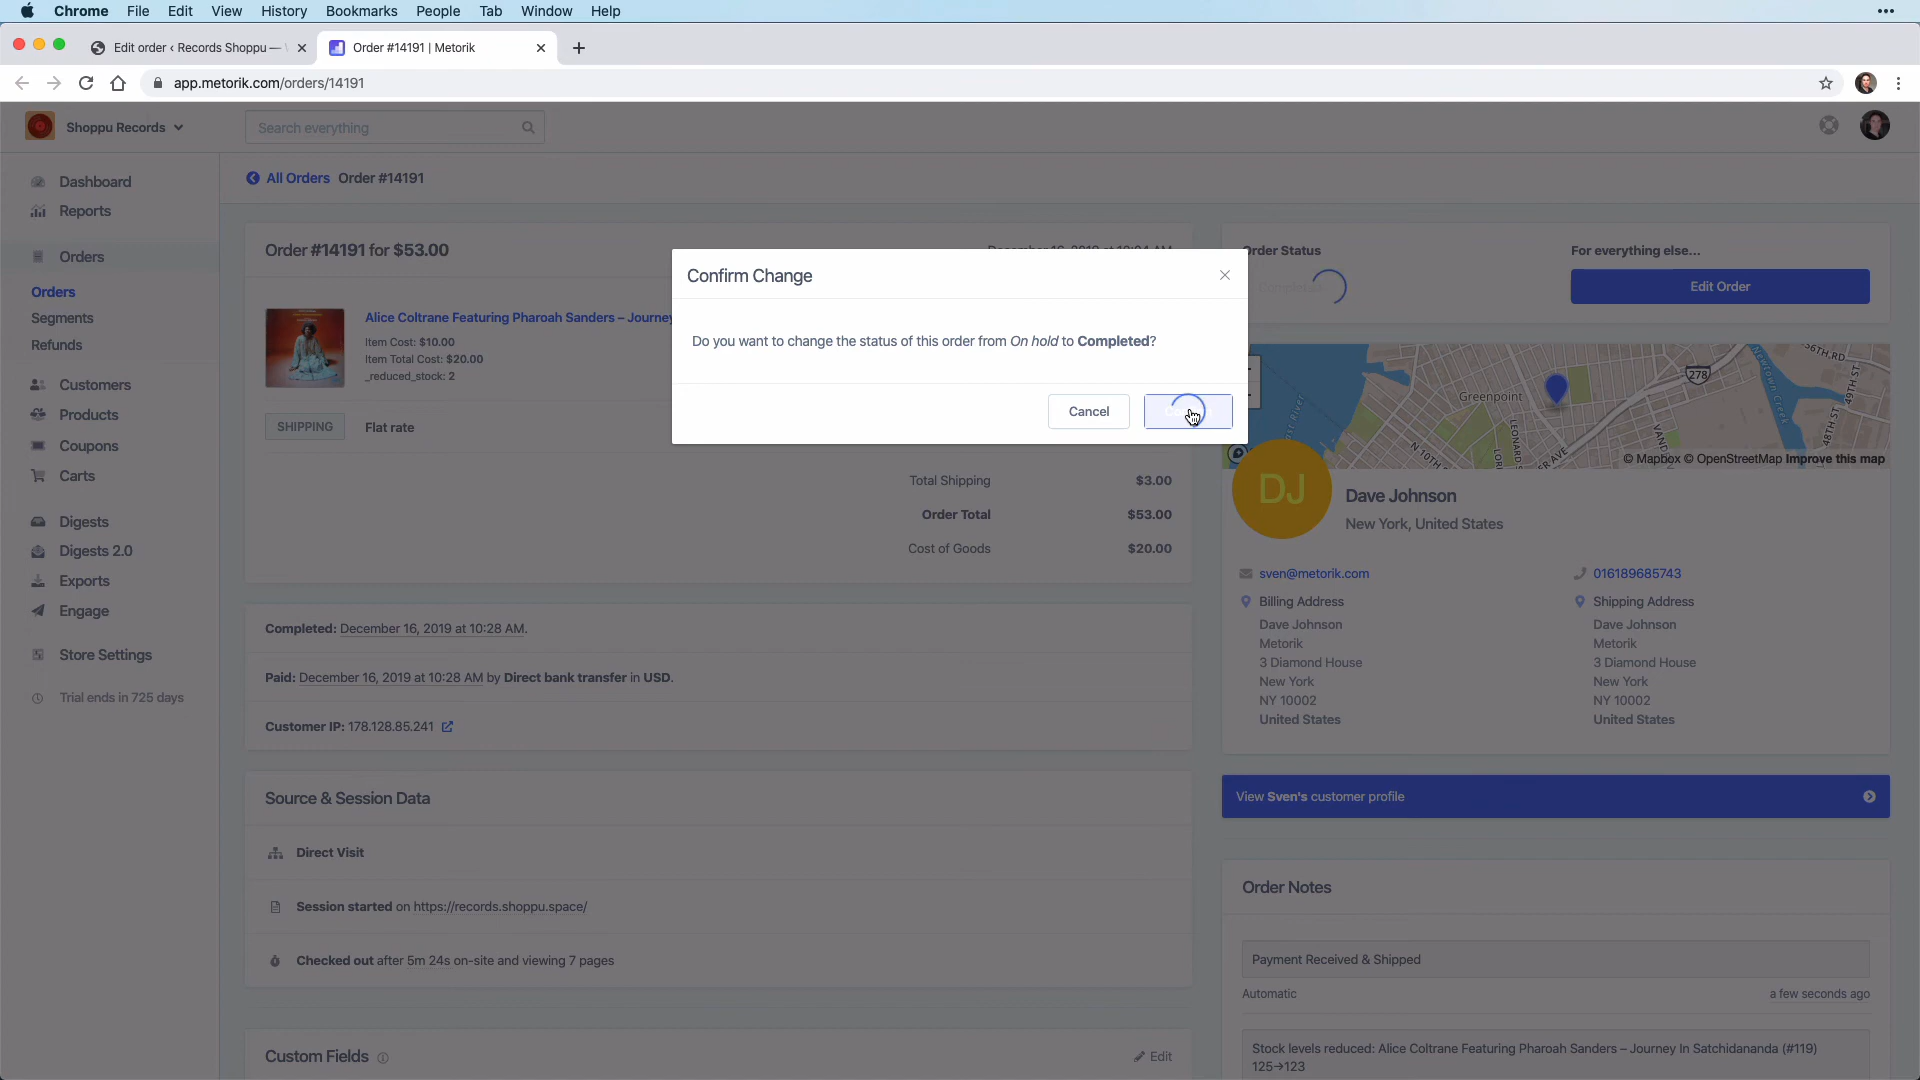 Chrome File Edit View History Bookmarks People Tab Window Help
Edit order ‹ Records Shoppu —
Order #14191 | Metorik
app.metorik.com/orders/14191
Shoppu Records
Search everything
Dashboard
Reports
Orders
Orders
Segments
Refunds
Customers
Products
Coupons
Carts
Digests
Digests 2.0
Exports
Engage
Store Settings
Trial ends in 725 days
All Orders Order #14191
Order #14191 for $53.00
Alice Coltrane Featuring Pharoah Sanders – Journey
Item Cost: $10.00
Item Total Cost: $20.00
_reduced_stock: 2
SHIPPING Flat rate
Total Shipping $3.00
Order Total $53.00
Cost of Goods $20.00
Completed: December 16, 2019 at 10:28 AM.
Paid: December 16, 2019 at 10:28 AM by Direct bank transfer in USD.
Customer IP: 178.128.85.241
Source & Session Data
Direct Visit
Session started on https://records.shoppu.space/
Checked out after 5m 24s on-site and viewing 7 pages
Custom Fields
Edit
Confirm Change
Do you want to change the status of this order from On hold to Completed?
Cancel
Order Status
For everything else...
Edit Order
56TH RD
278
Newtown Creek
49TH ST
48TH ST
Greenpoint
LEONARD S
N 10TH
VAND
© Mapbox © OpenStreetMap Improve this map
DJ
Dave Johnson
New York, United States
sven@metorik.com
016189685743
Billing Address
Dave Johnson
Metorik
3 Diamond House
New York
NY 10002
United States
Shipping Address
Dave Johnson
Metorik
3 Diamond House
New York
NY 10002
United States
View Sven's customer profile
Order Notes
Payment Received & Shipped
Automatic a few seconds ago
Stock levels reduced: Alice Coltrane Featuring Pharoah Sanders – Journey In Satchidananda (#119)
125→123